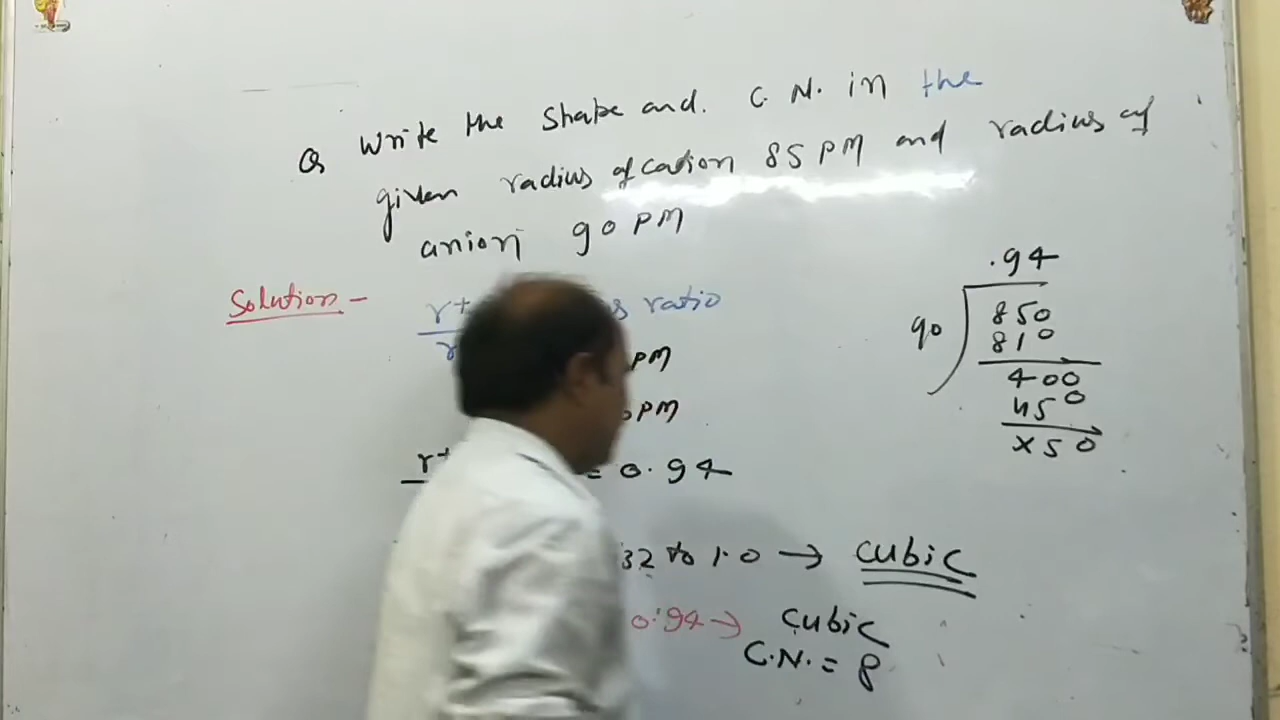 Q Write the Shape and. C. N. in the
given radius of cation 85 PM and radius of
anion 90 PM
Solution -
r+ ratio
r
PM
PM
r+ = 0.94
32 to 1.0 → cubic
0.94 → cubic
C.N. = 8
.94
90 850
810
400
450
x50